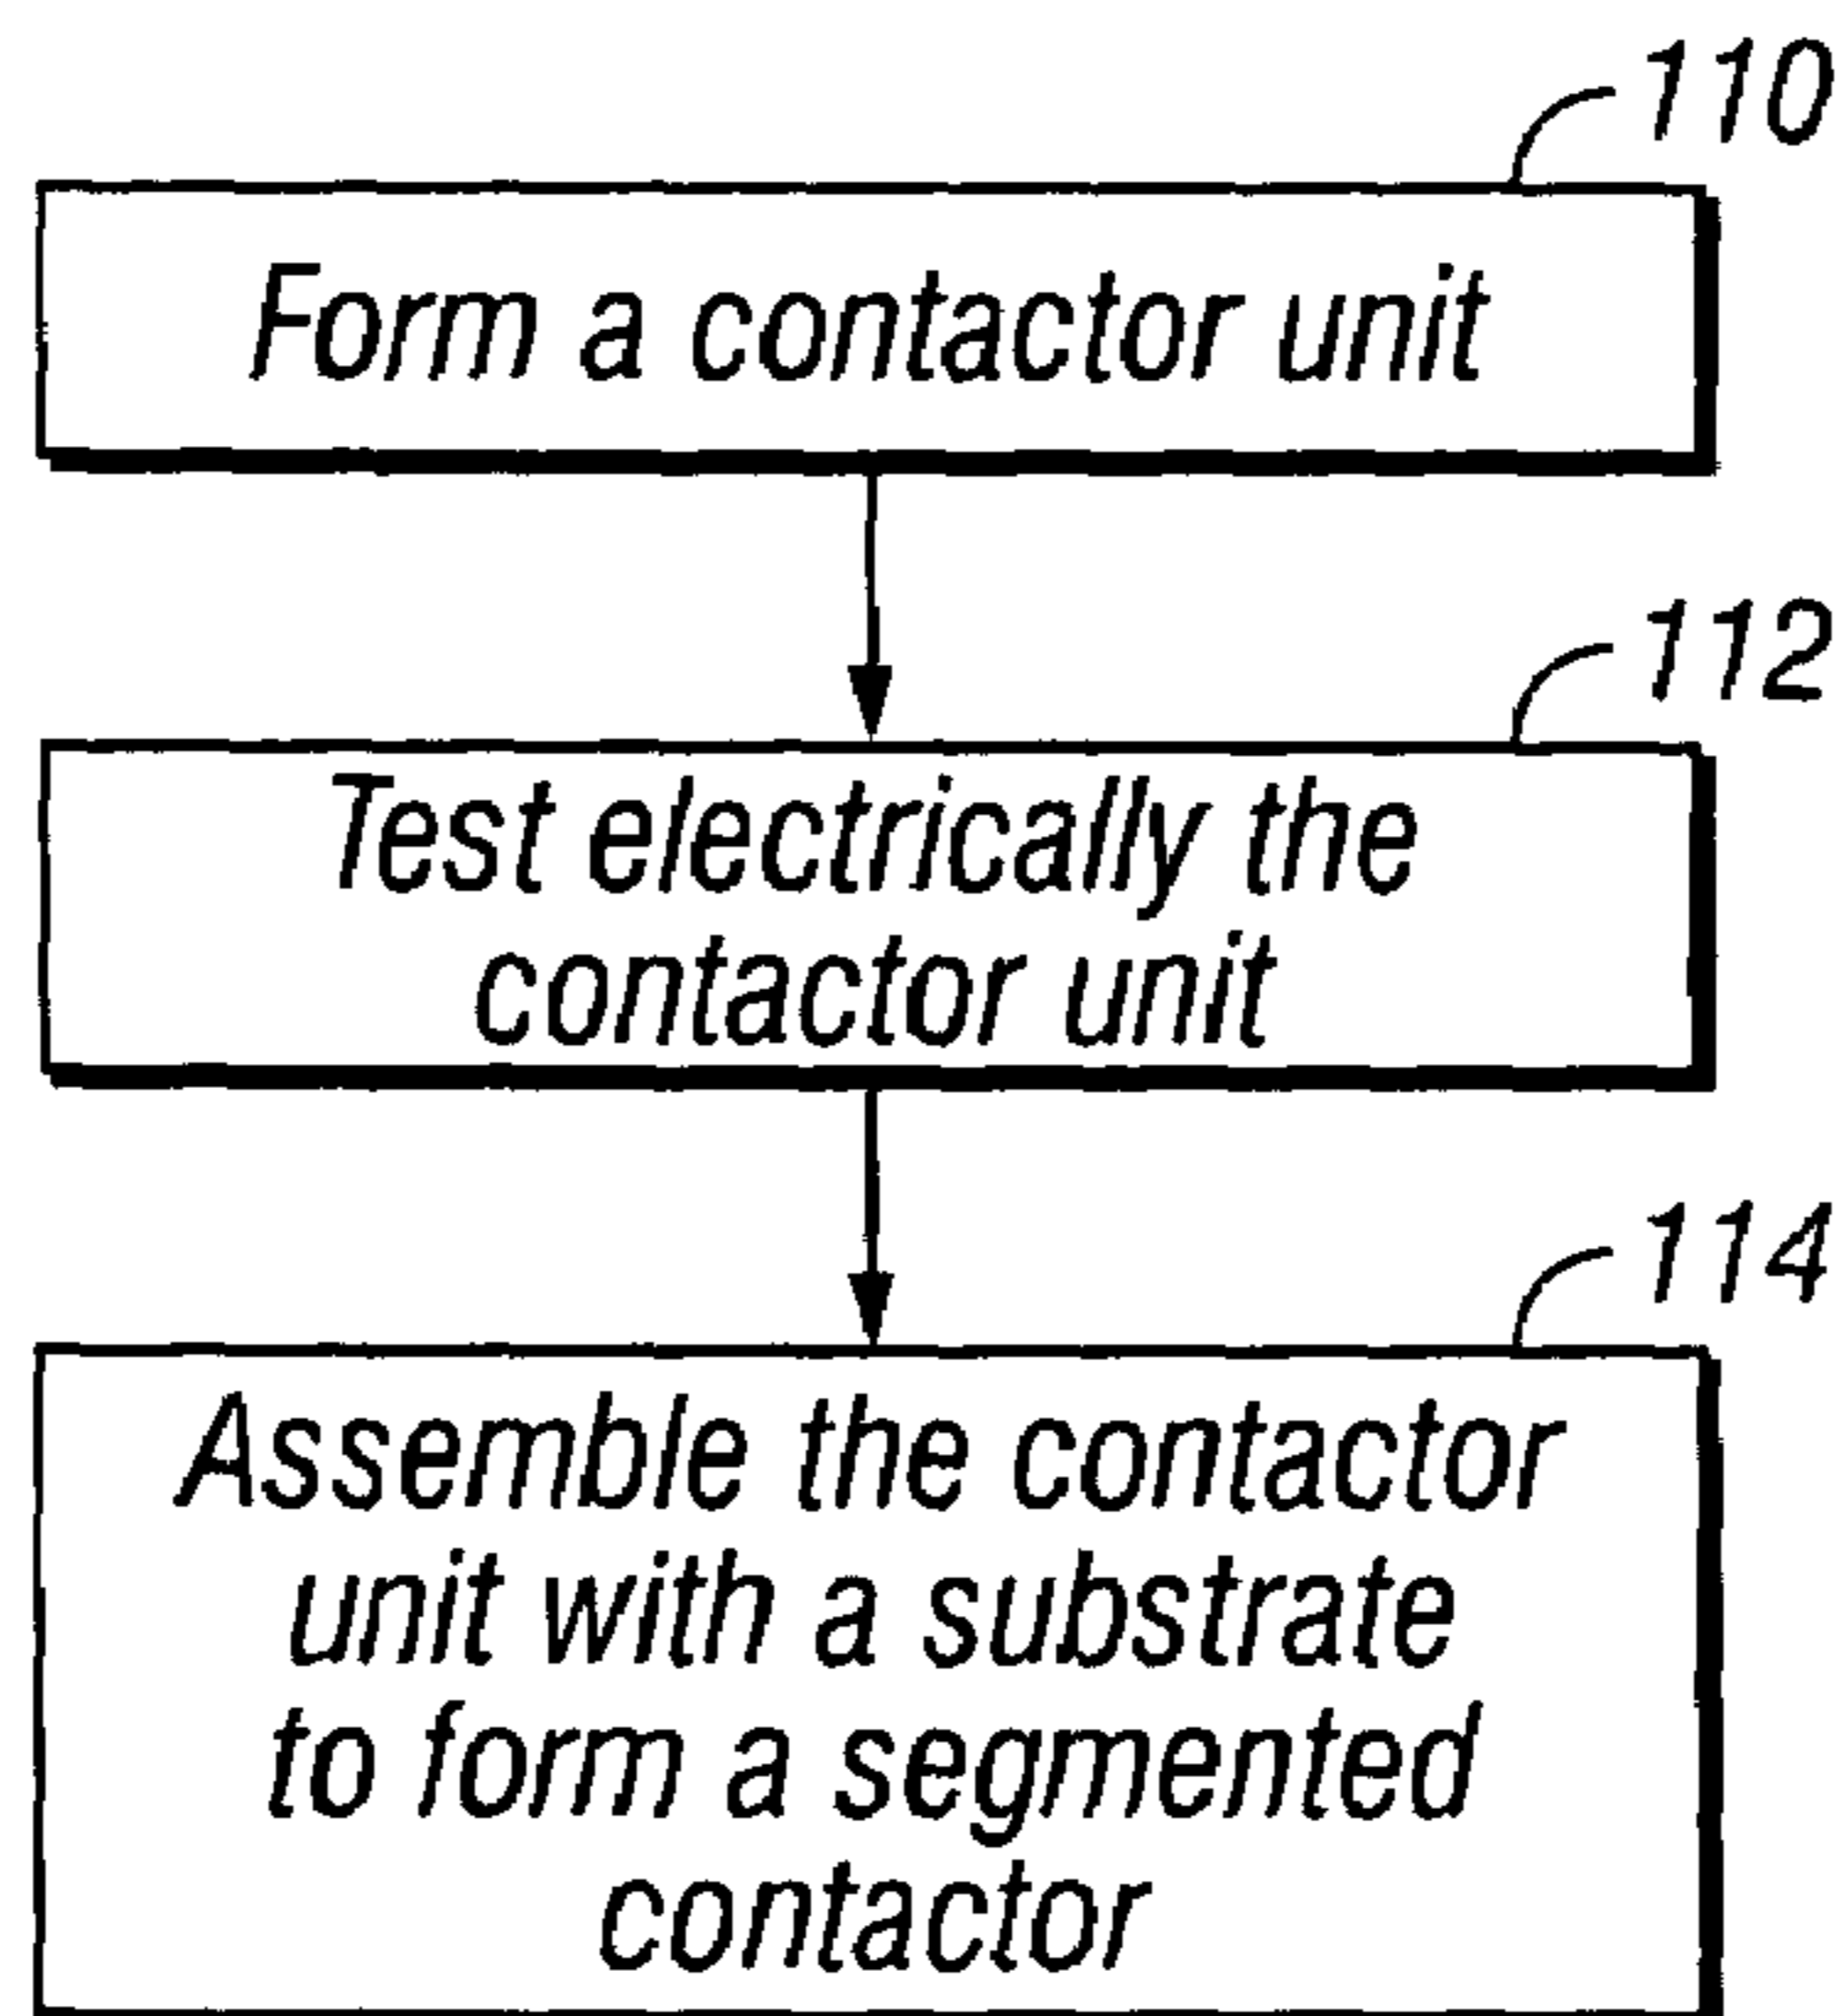 110
Form a contactor unit
112
Test electrically the
contactor unit
114
Assemble the contactor
unit with a substrate
to form a segmented
contactor